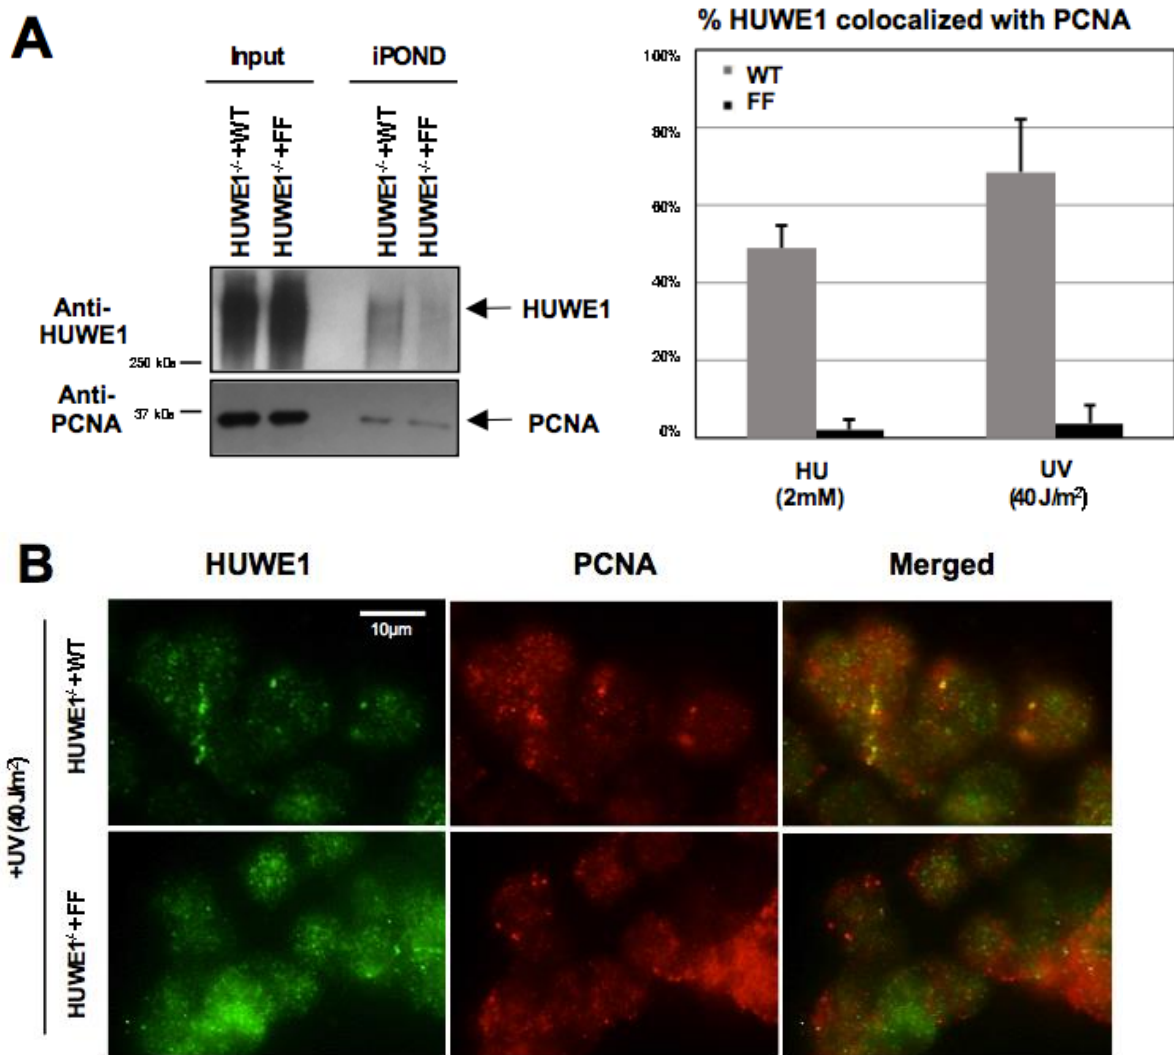 A
Input
iPOND
HUWE1-/-+WT
HUWE1-/-+FF
HUWE1-/-+WT
HUWE1-/-+FF
Anti-
HUWE1
250 kDa
HUWE1
Anti-
PCNA
37 kDa
PCNA
% HUWE1 colocalized with PCNA
100%
80%
60%
40%
20%
0%
WT
FF
HU
(2mM)
UV
(40J/m²)
B
HUWE1
PCNA
Merged
10µm
+UV (40J/m²)
HUWE1-/-+WT
HUWE1-/-+FF